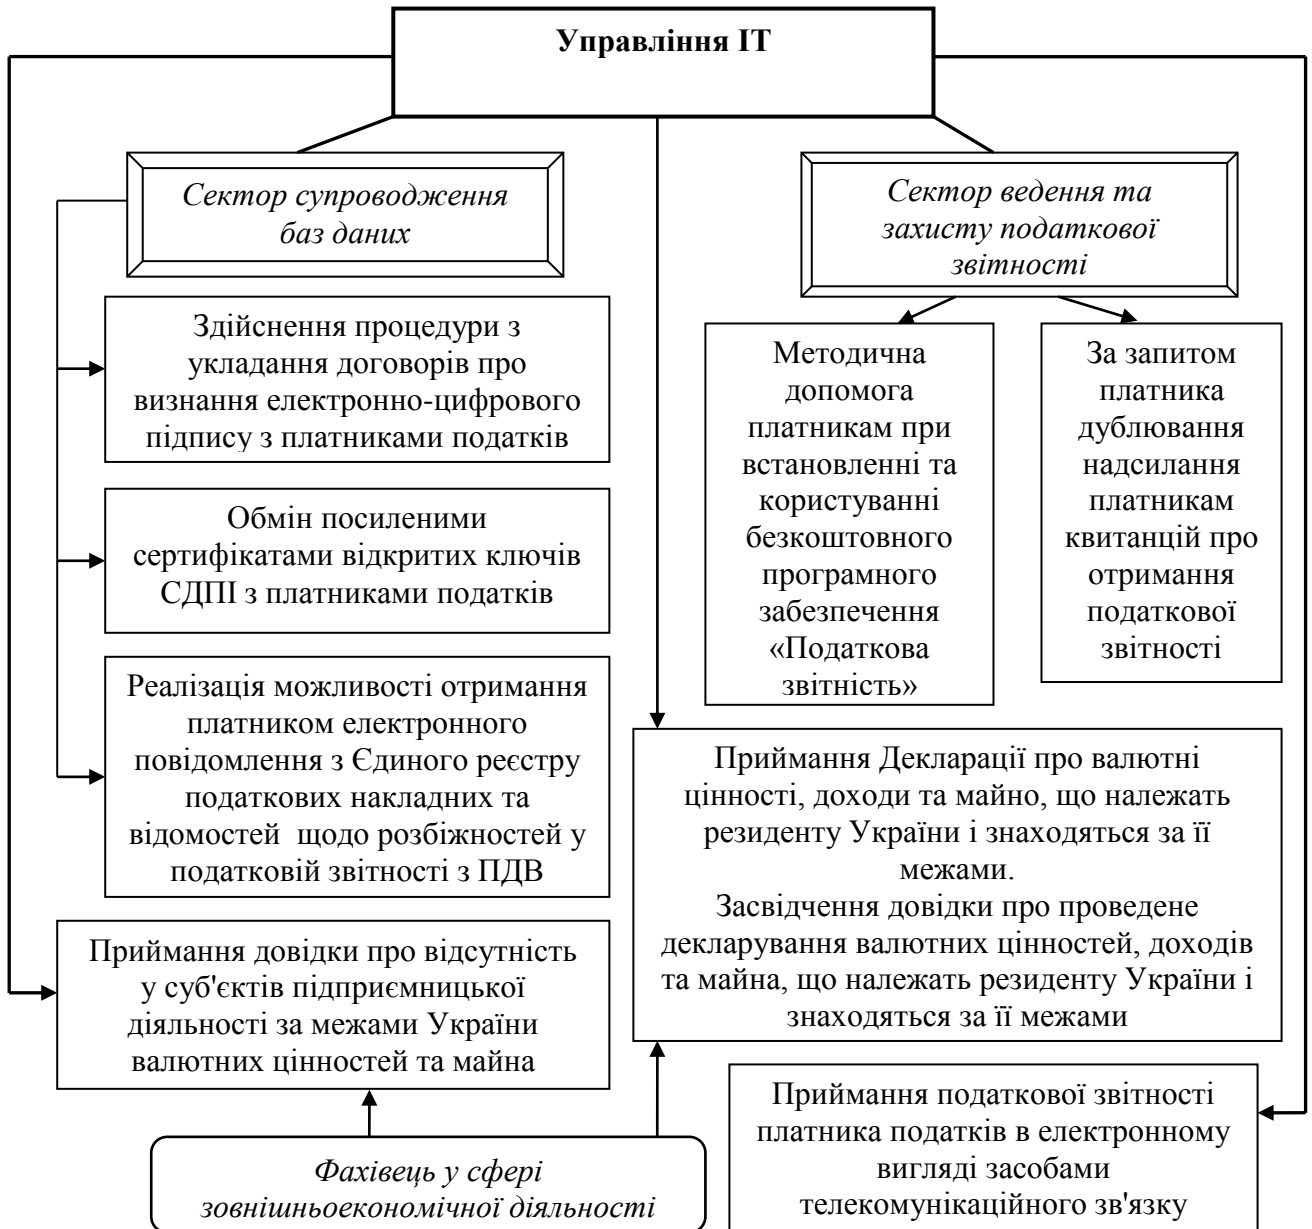 Управління ІТ
Сектор супроводження
баз даних
Сектор ведення та
захисту податкової
звітності
Здійснення процедури з
укладання договорів про
визнання електронно-цифрового
підпису з платниками податків
Обмін посиленими
сертифікатами відкритих ключів
СДПІ з платниками податків
Реалізація можливості отримання
платником електронного
повідомлення з Єдиного реєстру
податкових накладних та
відомостей щодо розбіжностей у
податковій звітності з ПДВ
Методична
допомога
платникам при
встановленні та
користуванні
безкоштовного
програмного
забезпечення
«Податкова
звітність»
За запитом
платника
дублювання
надсилання
платникам
квитанцій про
отримання
податкової
звітності
Приймання Декларації про валютні
цінності, доходи та майно, що належать
резиденту України і знаходяться за її
межами.
Засвідчення довідки про проведене
декларування валютних цінностей, доходів
та майна, що належать резиденту України і
знаходяться за її межами
Приймання довідки про відсутність
у суб'єктів підприємницької
діяльності за межами України
валютних цінностей та майна
Фахівець у сфері
зовнішньоекономічної діяльності
Приймання податкової звітності
платника податків в електронному
вигляді засобами
телекомунікаційного зв'язку